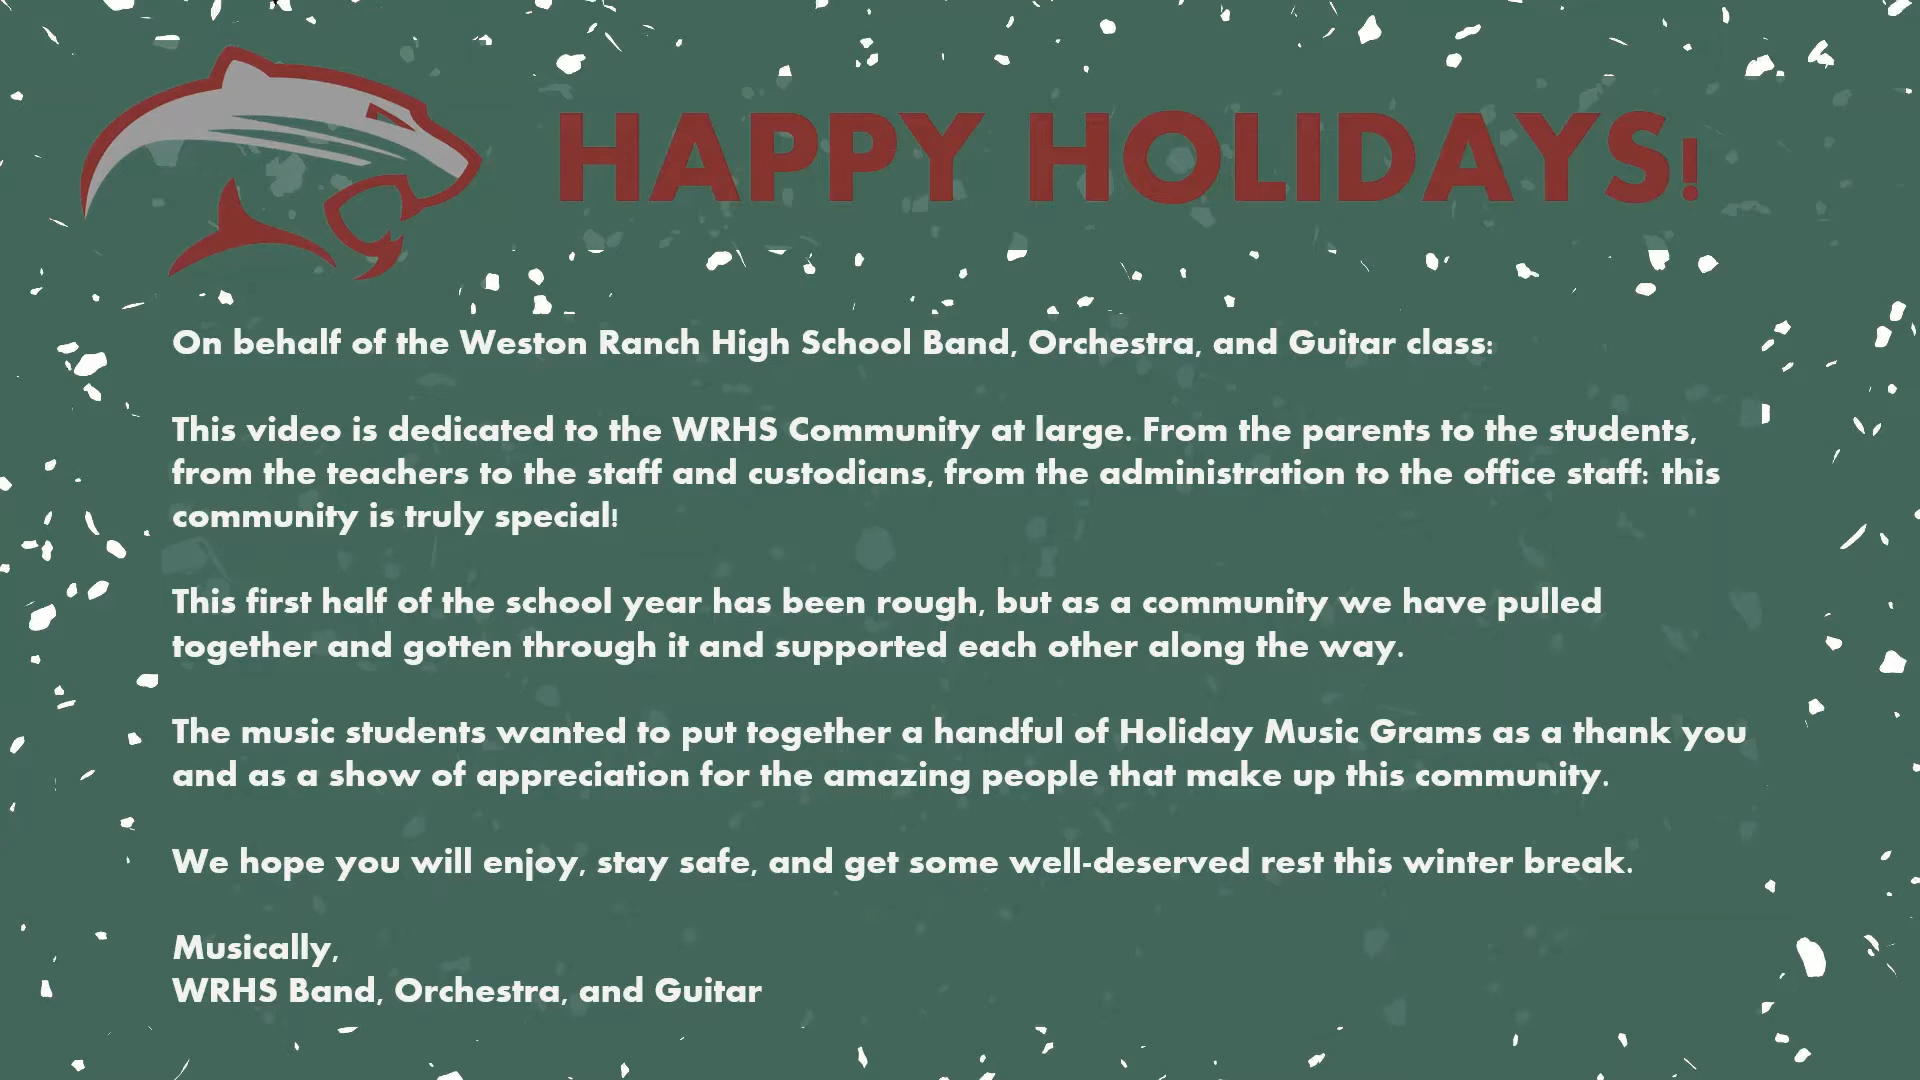 HAPPY HOLIDAYS!
On behalf of the Weston Ranch High School Band, Orchestra, and Guitar class:
This video is dedicated to the WRHS Community at large. From the parents to the students,
from the teachers to the staff and custodians, from the administration to the office staff: this
community is truly special!
This first half of the school year has been rough, but as a community we have pulled
together and gotten through it and supported each other along the way.
The music students wanted to put together a handful of Holiday Music Grams as a thank you
and as a show of appreciation for the amazing people that make up this community.
We hope you will enjoy, stay safe, and get some well-deserved rest this winter break.
Musically,
WRHS Band, Orchestra, and Guitar